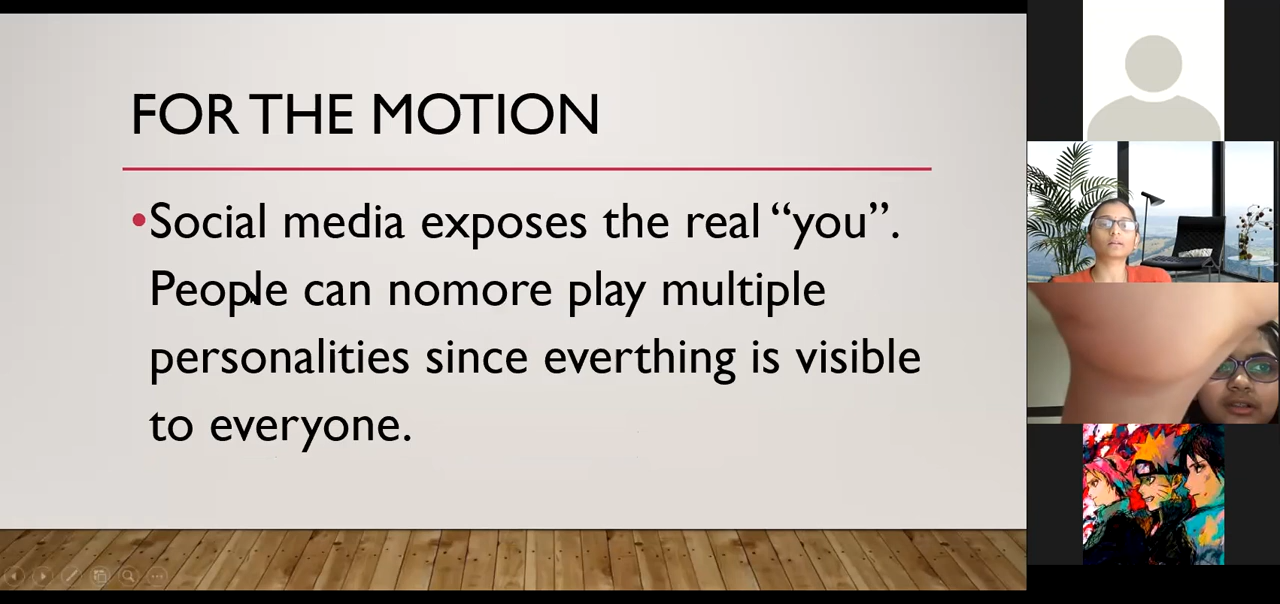 FOR THE MOTION
•Social media exposes the real “you”.
People can nomore play multiple
personalities since everthing is visible
to everyone.